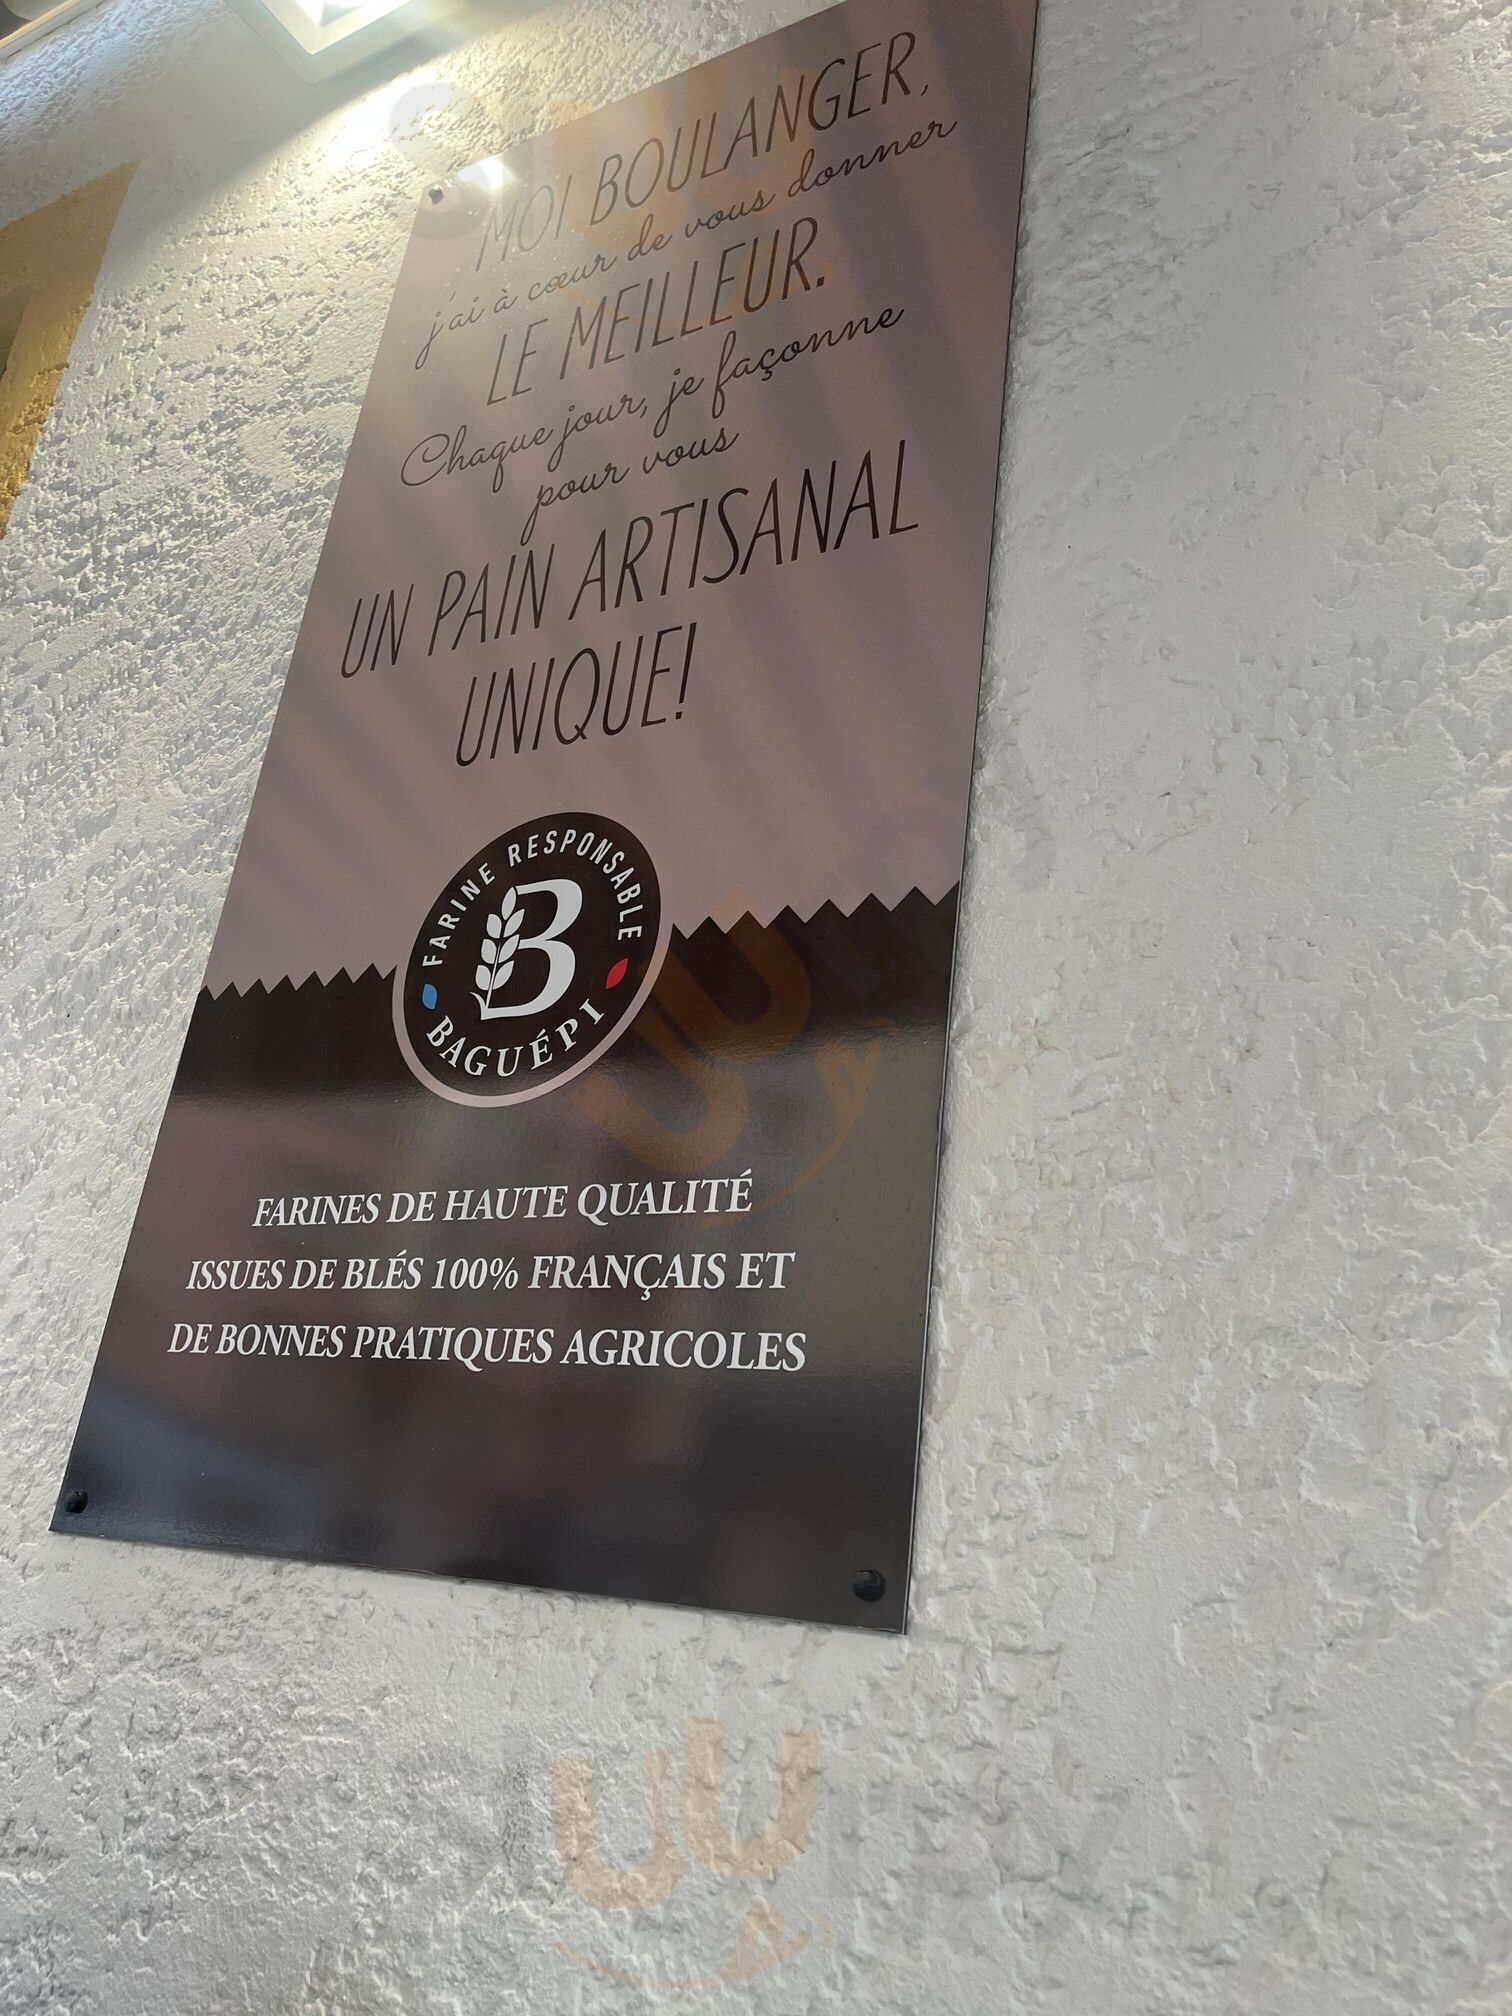 MOI BOULANGER,
j'ai à cœur de vous donner
LE MEILLEUR.
Chaque jour, je façonne
pour vous
UN PAIN ARTISANAL
UNIQUE!
FARINE RESPONSABLE
B
BAGUÉPI
FARINES DE HAUTE QUALITÉ
ISSUES DE BLÉS 100% FRANÇAIS ET
DE BONNES PRATIQUES AGRICOLES